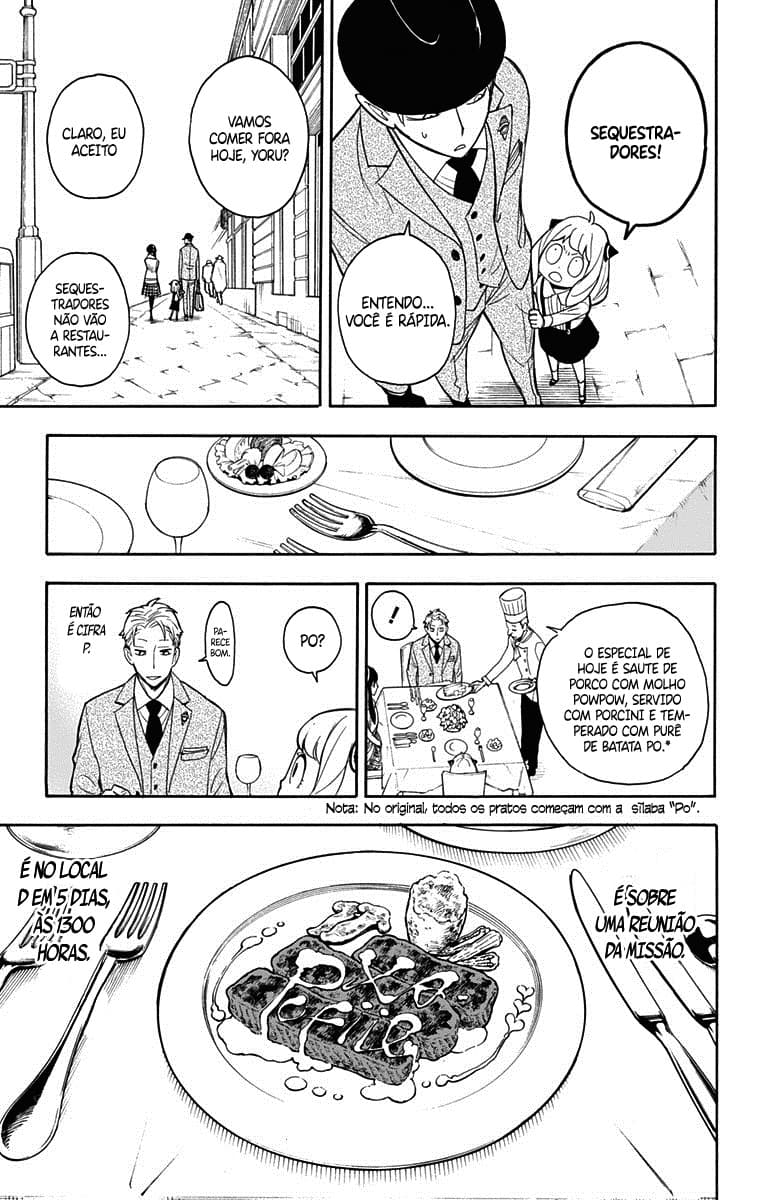 SEQUESTRA-
DORES!
ENTENDO...
VOCÊ É RÁPIDA.
VAMOS
COMER FORA
HOJE, YORU?
CLARO, EU
ACEITO
SEQUES-
TRADORES
NÃO VÃO
A RESTAU-
RANTES...
O ESPECIAL DE
HOJE É SAUTE DE
PORCO COM MOLHO
POWPOW, SERVIDO
COM PORCINI E TEM-
PERADO COM PURÊ
DE BATATA PO.*
!
PO?
PA-
RECE
BOM.
ENTÃO
É CIFRA
P.
Nota: No original, todos os pratos começam com a sílaba "Po".
É SOBRE
UMA REUNIÃO
DA MISSÃO.
É NO LOCAL
D EM 5 DIAS,
ÀS 1300
HORAS.